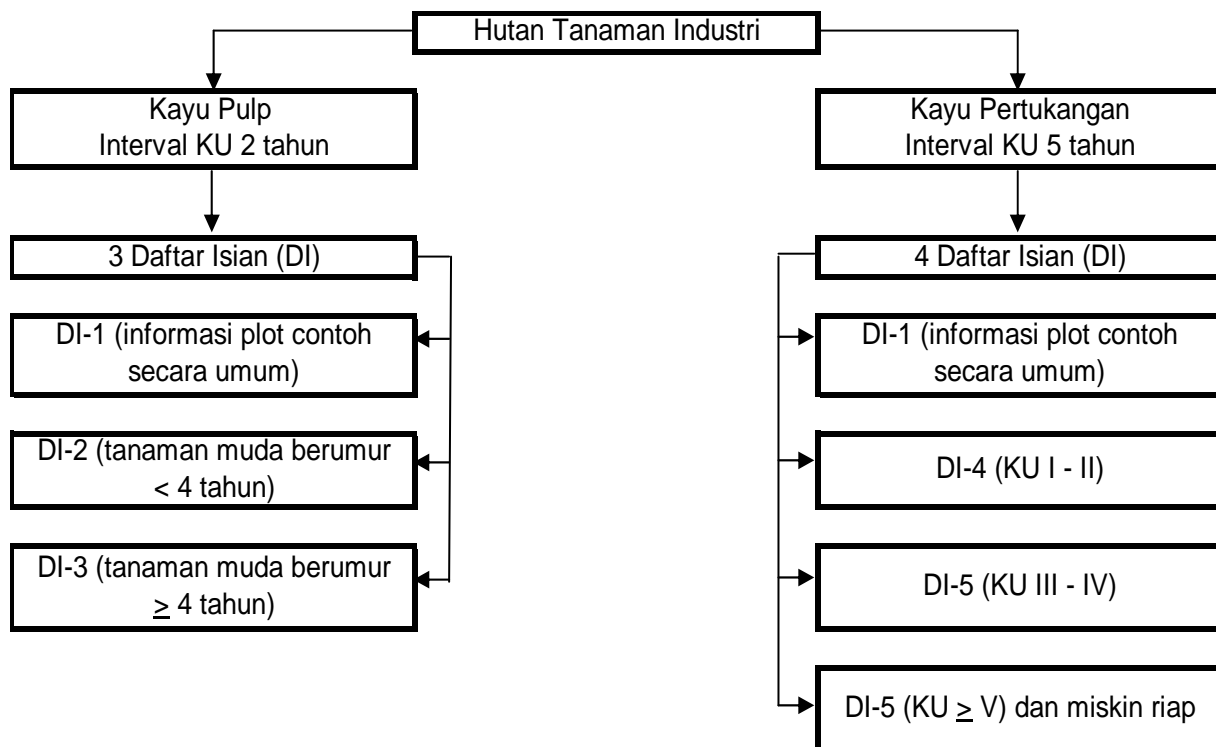 Hutan Tanaman Industri
Kayu Pulp
Interval KU 2 tahun
3 Daftar Isian (DI)
DI-1 (informasi plot contoh
secara umum)
DI-2 (tanaman muda berumur
< 4 tahun)
DI-3 (tanaman muda berumur
≥ 4 tahun)
Kayu Pertukangan
Interval KU 5 tahun
4 Daftar Isian (DI)
DI-1 (informasi plot contoh
secara umum)
DI-4 (KU I - II)
DI-5 (KU III - IV)
DI-5 (KU ≥ V) dan miskin riap